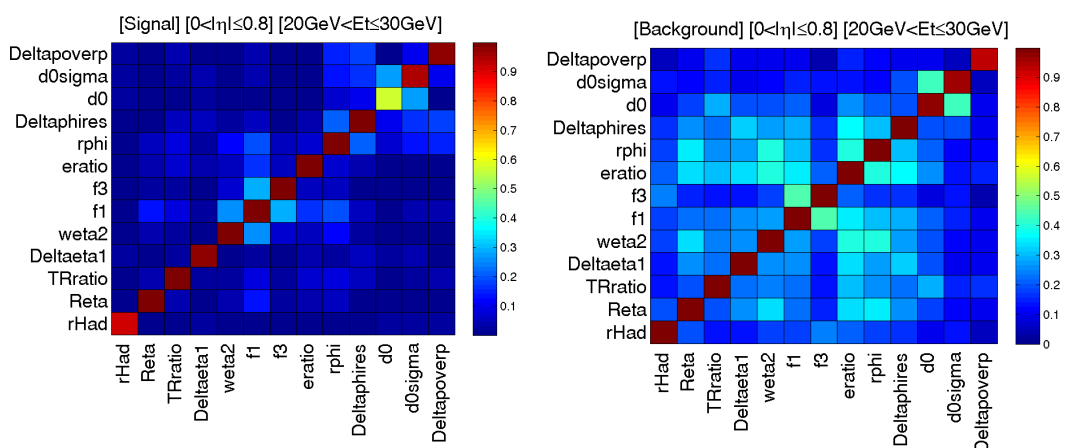 [Signal] [0<|η|≤0.8] [20GeV<Et≤30GeV]
Deltapoverp
d0sigma
d0
Deltaphires
rphi
eratio
f3
f1
weta2
Deltaeta1
TRratio
Reta
rHad
rHad
Reta
TRratio
Deltaeta1
weta2
f1
f3
eratio
rphi
Deltaphires
d0
d0sigma
Deltapoverp
0.9
0.8
0.7
0.6
0.5
0.4
0.3
0.2
0.1
[Background] [0<|η|≤0.8] [20GeV<Et≤30GeV]
Deltapoverp
d0sigma
d0
Deltaphires
rphi
eratio
f3
f1
weta2
Deltaeta1
TRratio
Reta
rHad
rHad
Reta
TRratio
Deltaeta1
weta2
f1
f3
eratio
rphi
Deltaphires
d0
d0sigma
Deltapoverp
0.9
0.8
0.7
0.6
0.5
0.4
0.3
0.2
0.1
0